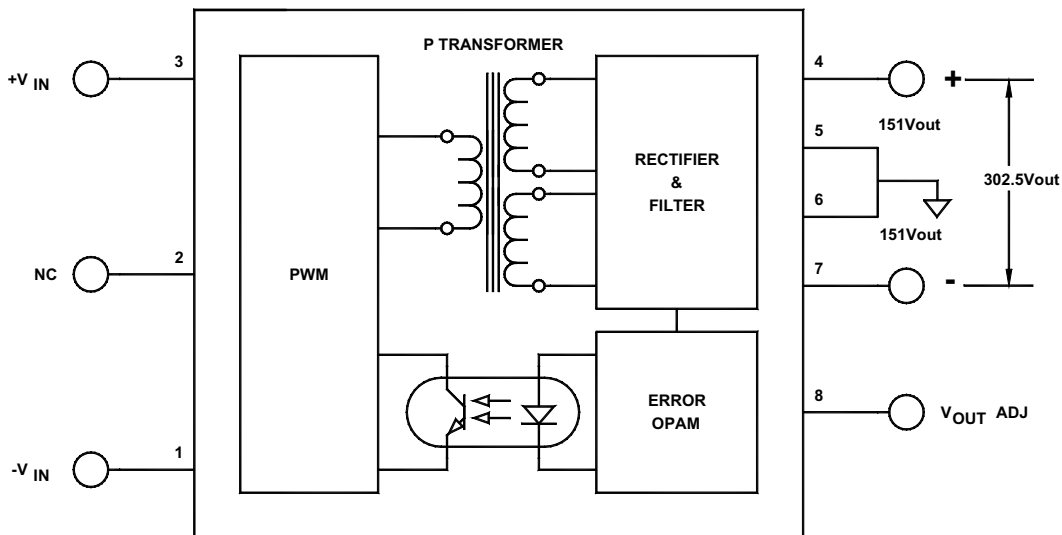 P TRANSFORMER
+V IN
3
4
+
151Vout
5
RECTIFIER
&
FILTER
302.5Vout
6
151Vout
NC
2
PWM
7
-
ERROR
OPAM
8
VOUT ADJ
-V IN
1